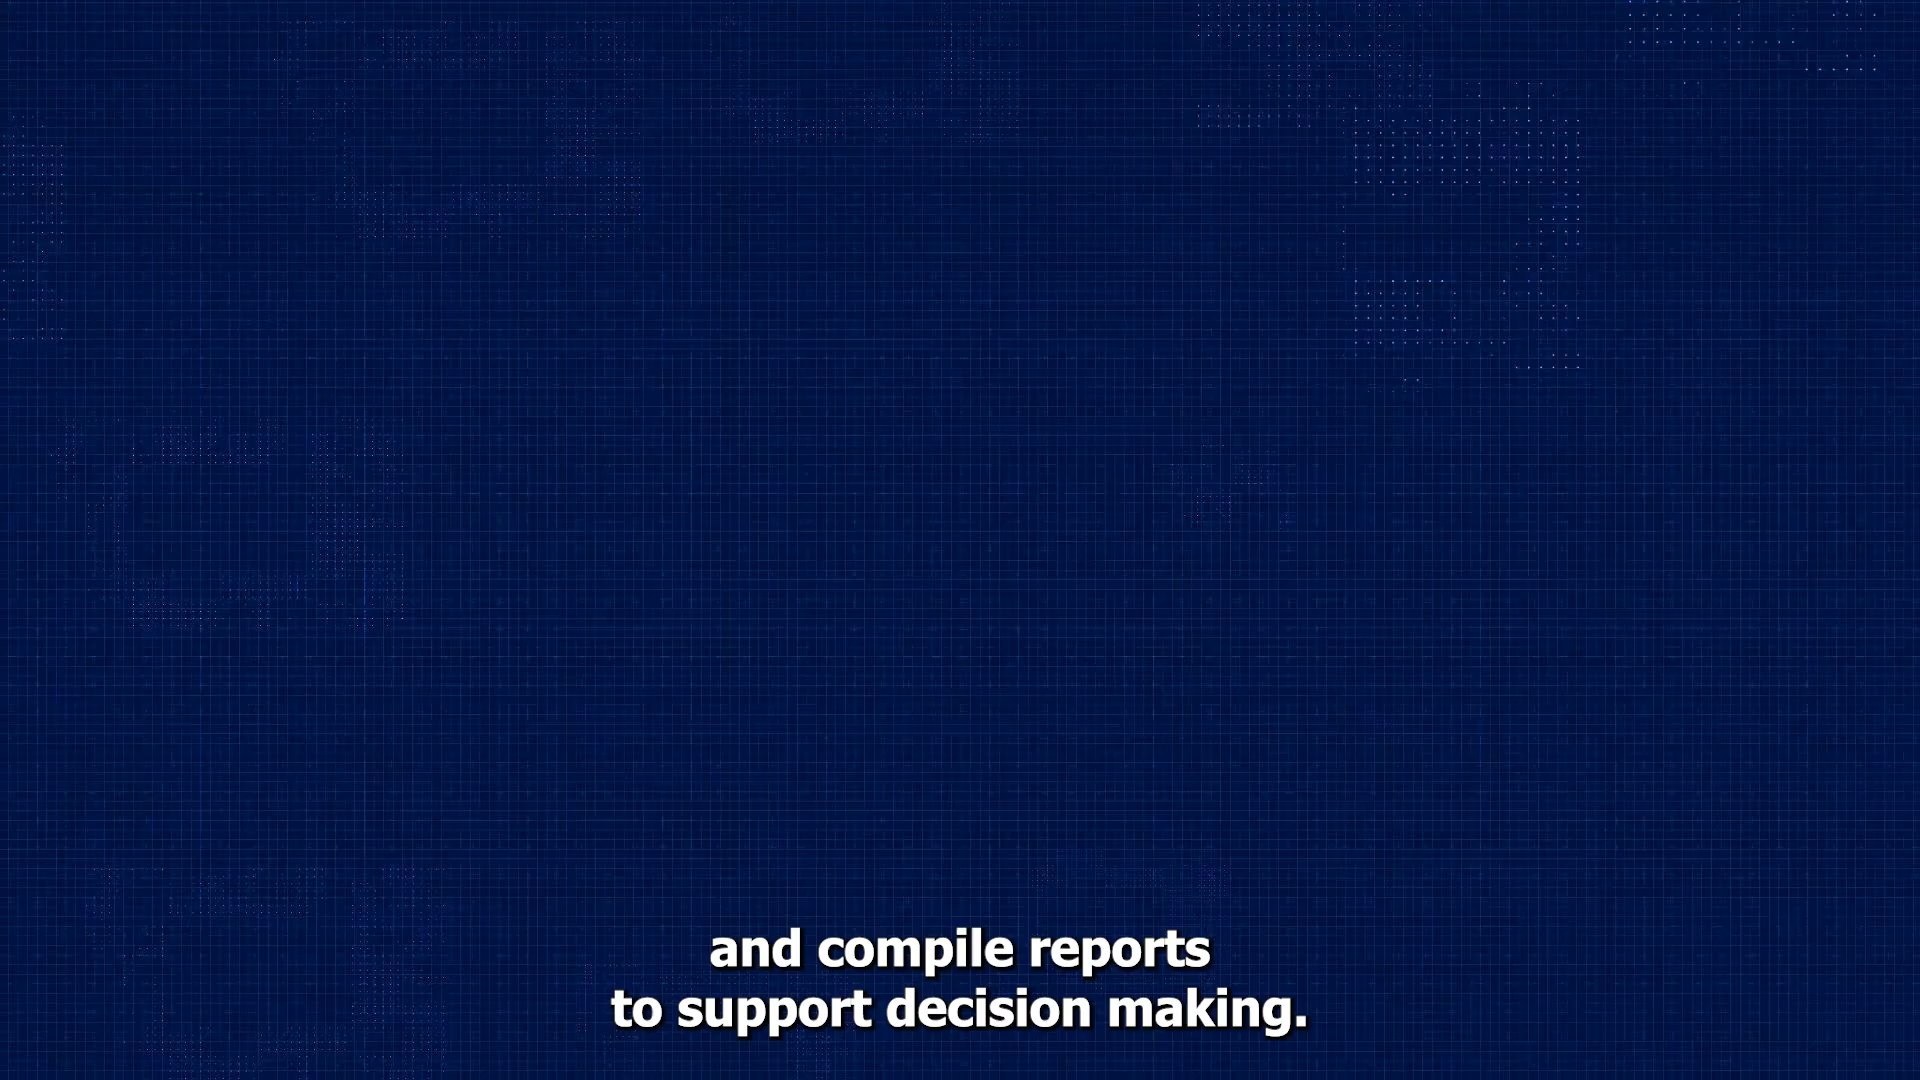 and compile reports
to support decision making.